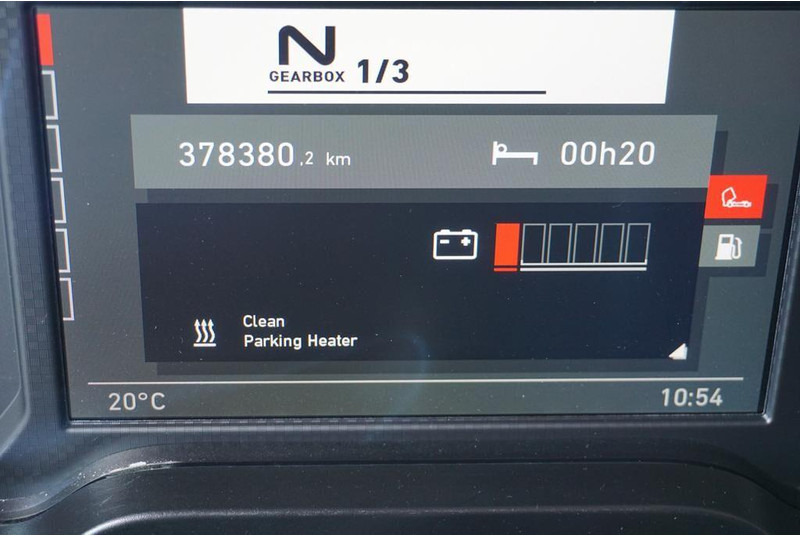 N
GEARBOX 1/3
378380,2 km 00h20
Clean
Parking Heater
20°C 10:54